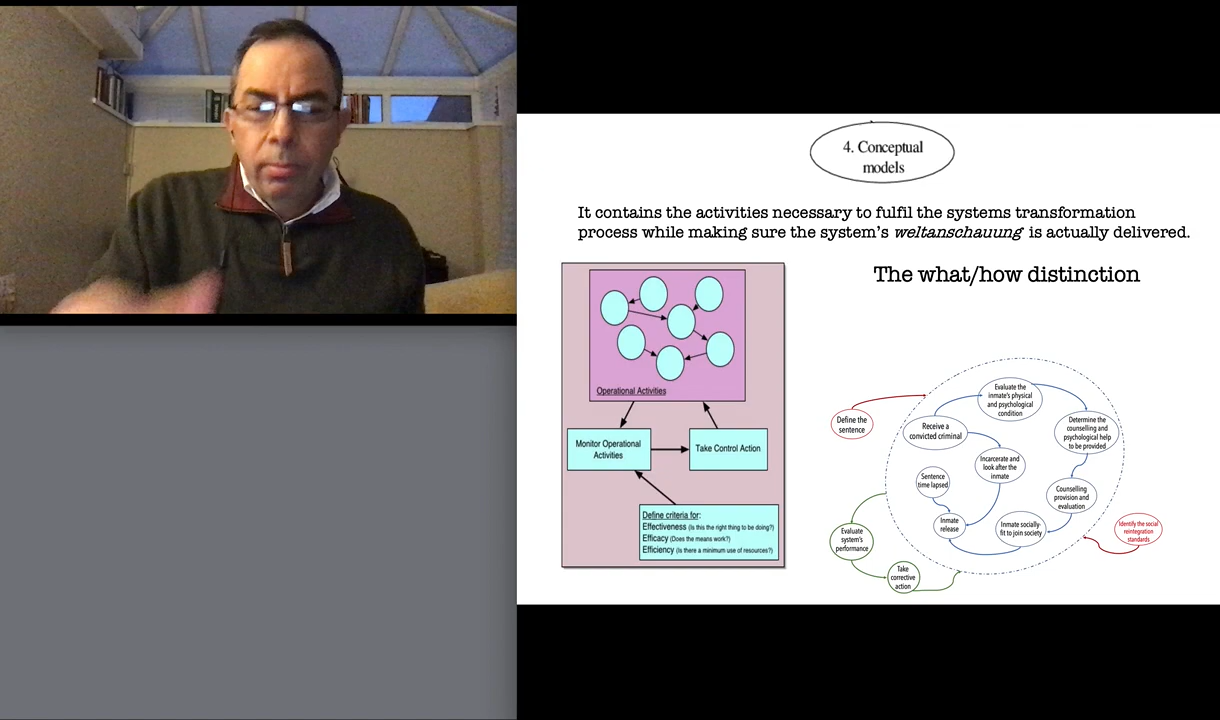 4. Conceptual
models
It contains the activities necessary to fulfil the systems transformation
process while making sure the system's weltanschauung is actually delivered.
The what/how distinction
Operational Activities
Monitor Operational
Activities
Take Control Action
Define criteria for:
Effectiveness (Is this the right thing to be doing?)
Efficacy (Does the means work?)
Efficiency (Is there a minimum use of resources?)
Define the
sentence
Receive a
convicted criminal
Evaluate the
inmate's physical
and psychological
condition
Determine the
counselling and
psychological help
to be provided
Incarcerate and
look after the
inmate
Sentence
time lapsed
Counselling
provision and
evaluation
Inmate
release
Inmate socially-
fit to join society
Identify the social
reintegration
standards
Evaluate
system's
performance
Take
corrective
action